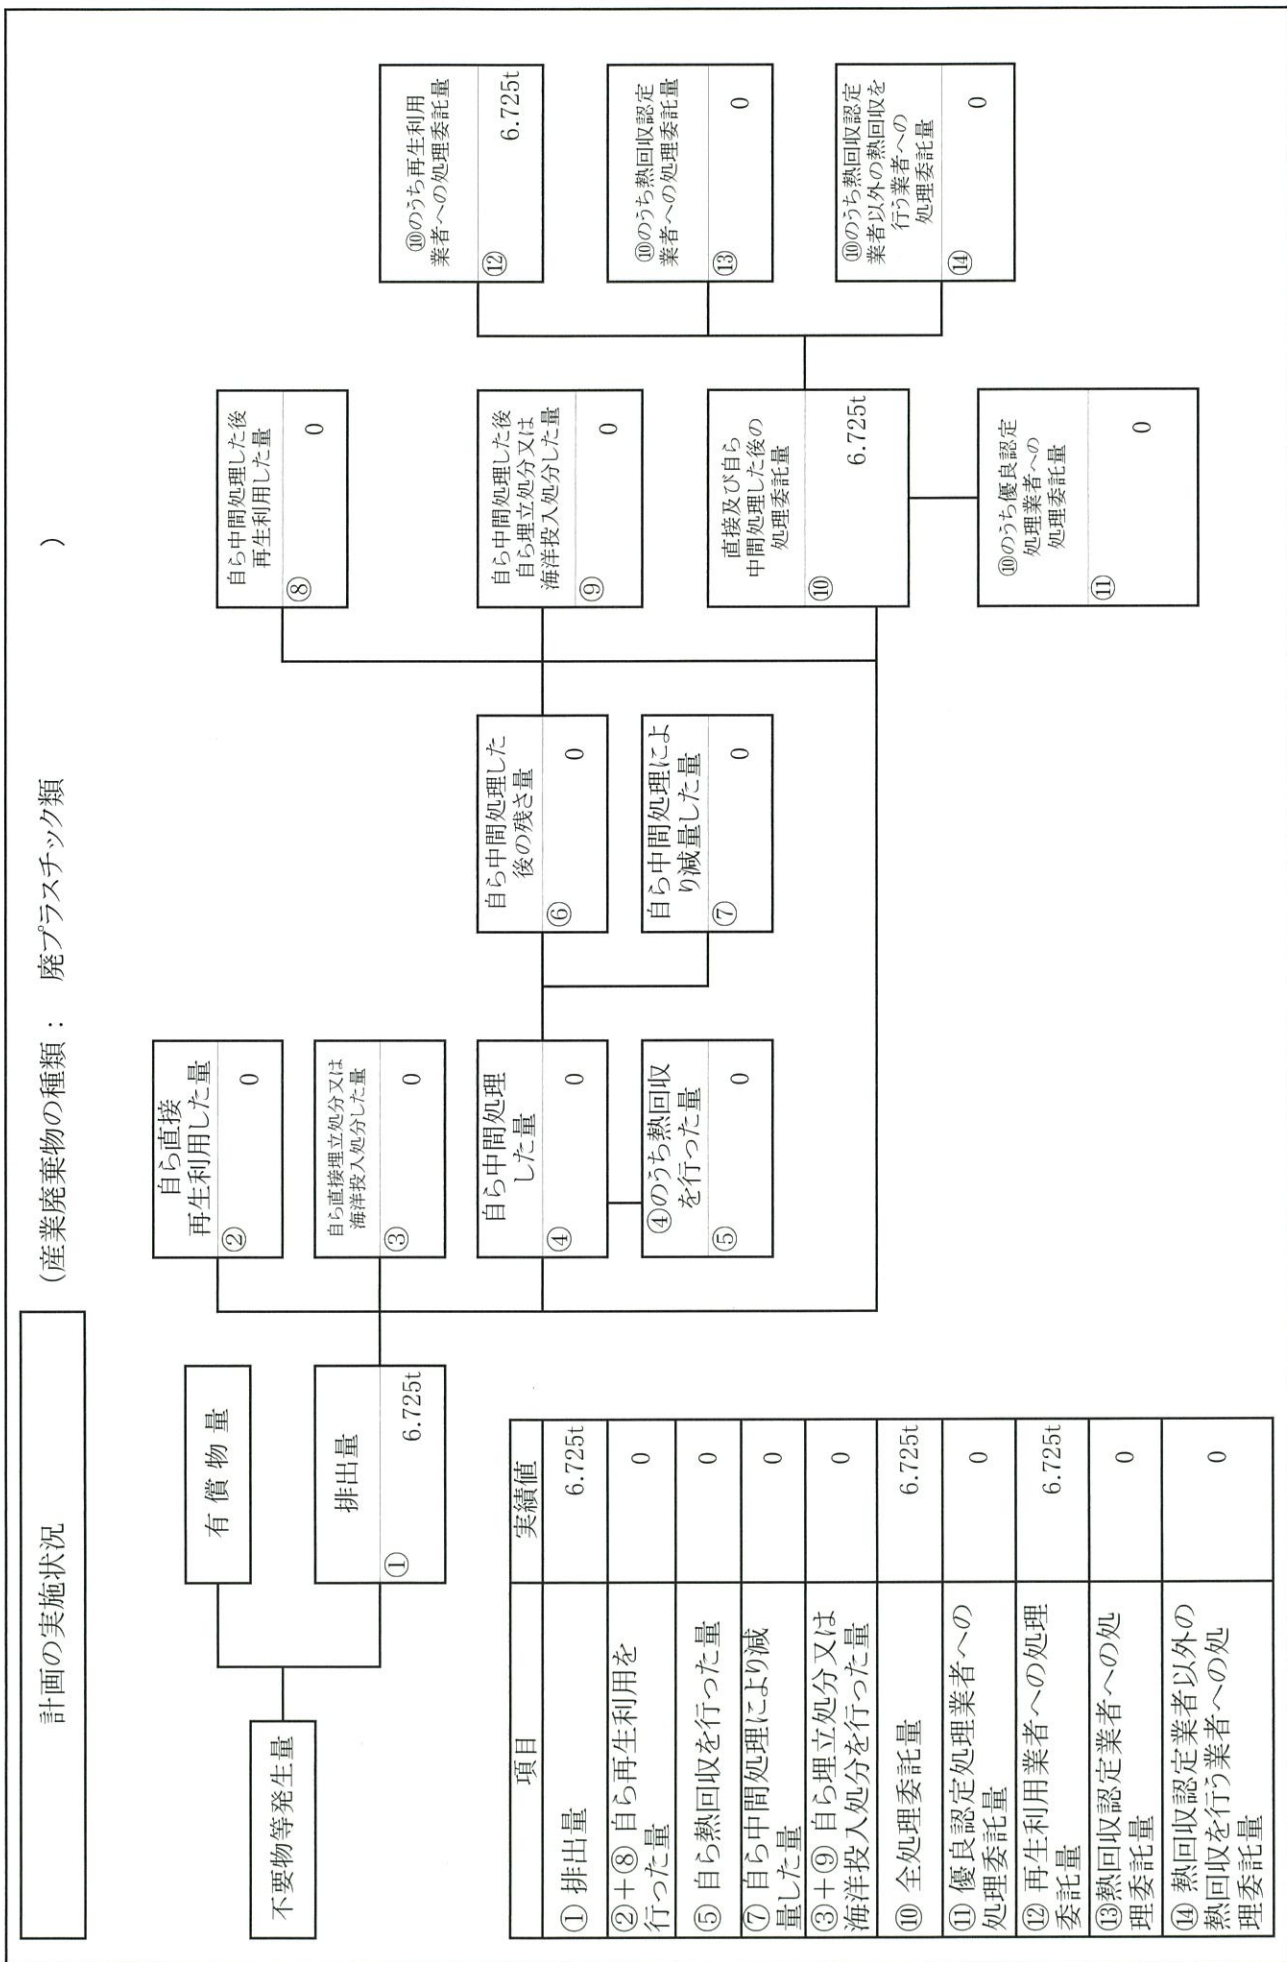 計画の実施状況
(産業廃棄物の種類： 廃プラスチック類 )
不要物等発生量
有償物量
排出量
①
6.725t
自ら直接
再生利用した量
②
0
自ら直接埋立処分又は
海洋投入処分した量
③
0
自ら中間処理
した量
④
0
④のうち熱回収
を行った量
⑤
0
自ら中間処理した
後の残さ量
⑥
0
自ら中間処理によ
り減量した量
⑦
0
自ら中間処理した後
再生利用した量
⑧
0
自ら中間処理した後
自ら埋立処分又は
海洋投入処分した量
⑨
0
直接及び自ら
中間処理した後の
処理委託量
⑩
6.725t
⑩のうち優良認定
処理業者への
処理委託量
⑪
0
⑩のうち再生利用
業者への処理委託量
⑫
6.725t
⑩のうち熱回収認定
業者への処理委託量
⑬
0
⑩のうち熱回収認定
業者以外の熱回収を
行う業者への
処理委託量
⑭
0
項目 実績値
① 排出量 6.725t
②＋⑧ 自ら再生利用を
行った量 0
⑤ 自ら熱回収を行った量 0
⑦ 自ら中間処理により減
量した量 0
③＋⑨ 自ら埋立処分又は
海洋投入処分を行った量 0
⑩ 全処理委託量 6.725t
⑪ 優良認定処理業者への
処理委託量 0
⑫ 再生利用業者への処理
委託量 6.725t
⑬熱回収認定業者への処
理委託量 0
⑭ 熱回収認定業者以外の
熱回収を行う業者への処
理委託量 0